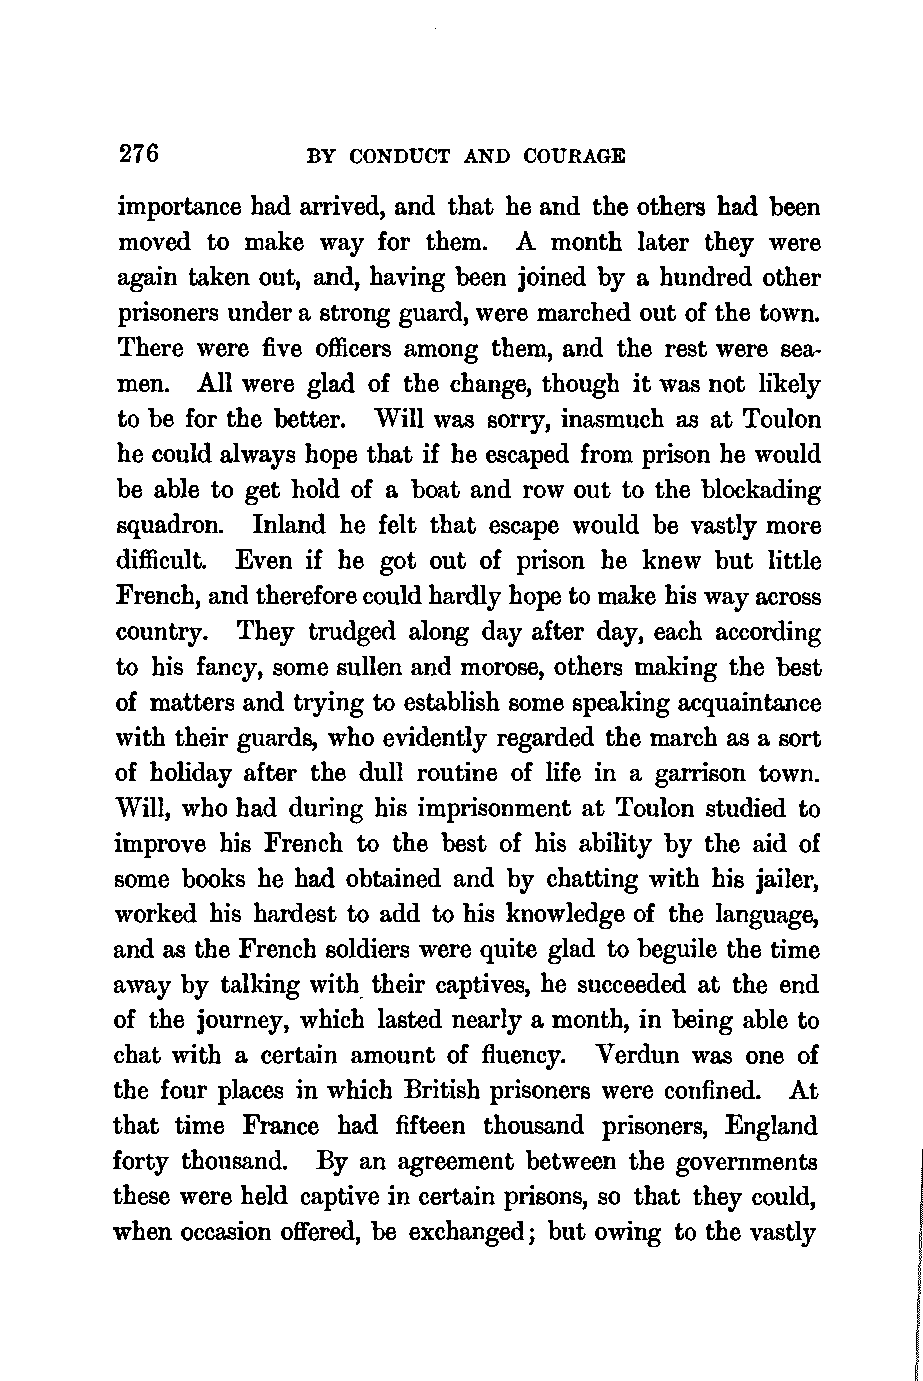 276 BY CONDUCT AND COURAGE
importance had arrived, and that he and the others had been
moved to make way for them. A month later they were
again taken out, and, having been joined by a hundred other
prisoners under a strong guard, were marched out of the town.
There were five officers among them, and the rest were sea-
men. All were glad of the change, though it was not likely
to be for the better. Will was sorry, inasmuch as at Toulon
he could always hope that if he escaped from prison he would
be able to get hold of a boat and row out to the blockading
squadron. Inland he felt that escape would be vastly more
difficult. Even if he got out of prison he knew but little
French, and therefore could hardly hope to make his way across
country. They trudged along day after day, each according
to his fancy, some sullen and morose, others making the best
of matters and trying to establish some speaking acquaintance
with their guards, who evidently regarded the march as a sort
of holiday after the dull routine of life in a garrison town.
Will, who had during his imprisonment at Toulon studied to
improve his French to the best of his ability by the aid of
some books he had obtained and by chatting with his jailer,
worked his hardest to add to his knowledge of the language,
and as the French soldiers were quite glad to beguile the time
away by talking with their captives, he succeeded at the end
of the journey, which lasted nearly a month, in being able to
chat with a certain amount of fluency. Verdun was one of
the four places in which British prisoners were confined. At
that time France had fifteen thousand prisoners, England
forty thousand. By an agreement between the governments
these were held captive in certain prisons, so that they could,
when occasion offered, be exchanged; but owing to the vastly